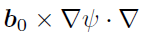 𝒃₀ × ∇ψ · ∇